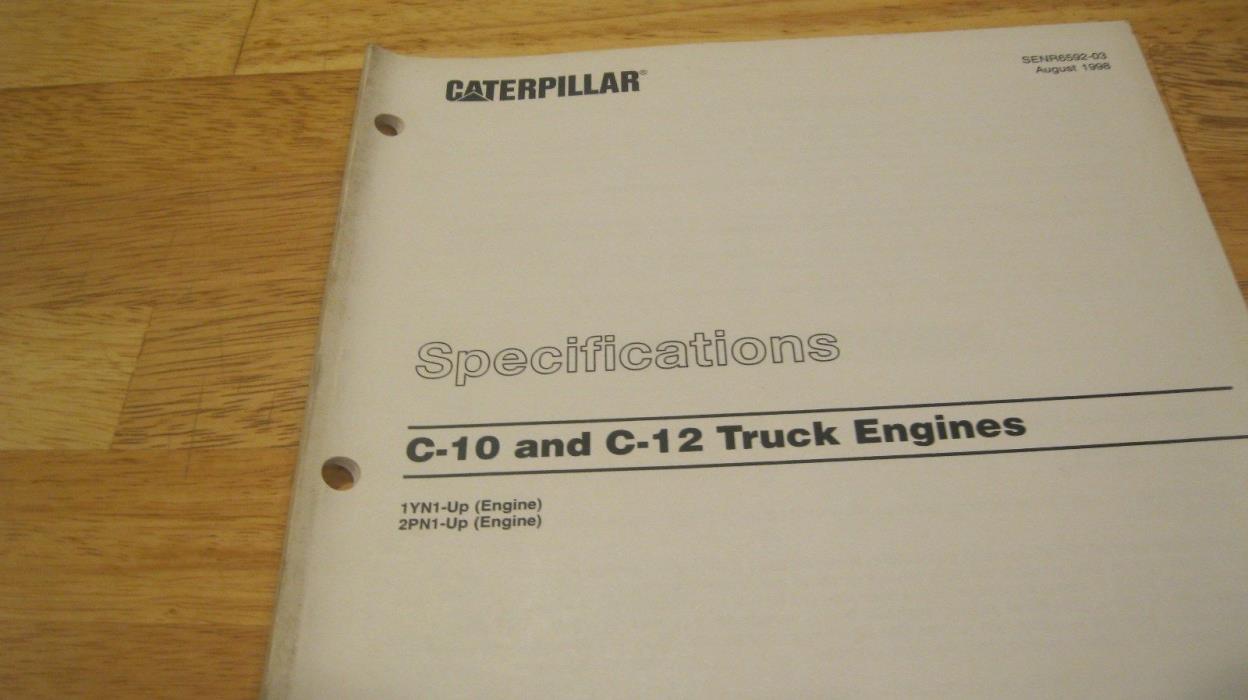 CATERPILLAR®
SENR6592-03
August 1998
Specifications
C-10 and C-12 Truck Engines
1YN1-Up (Engine)
2PN1-Up (Engine)